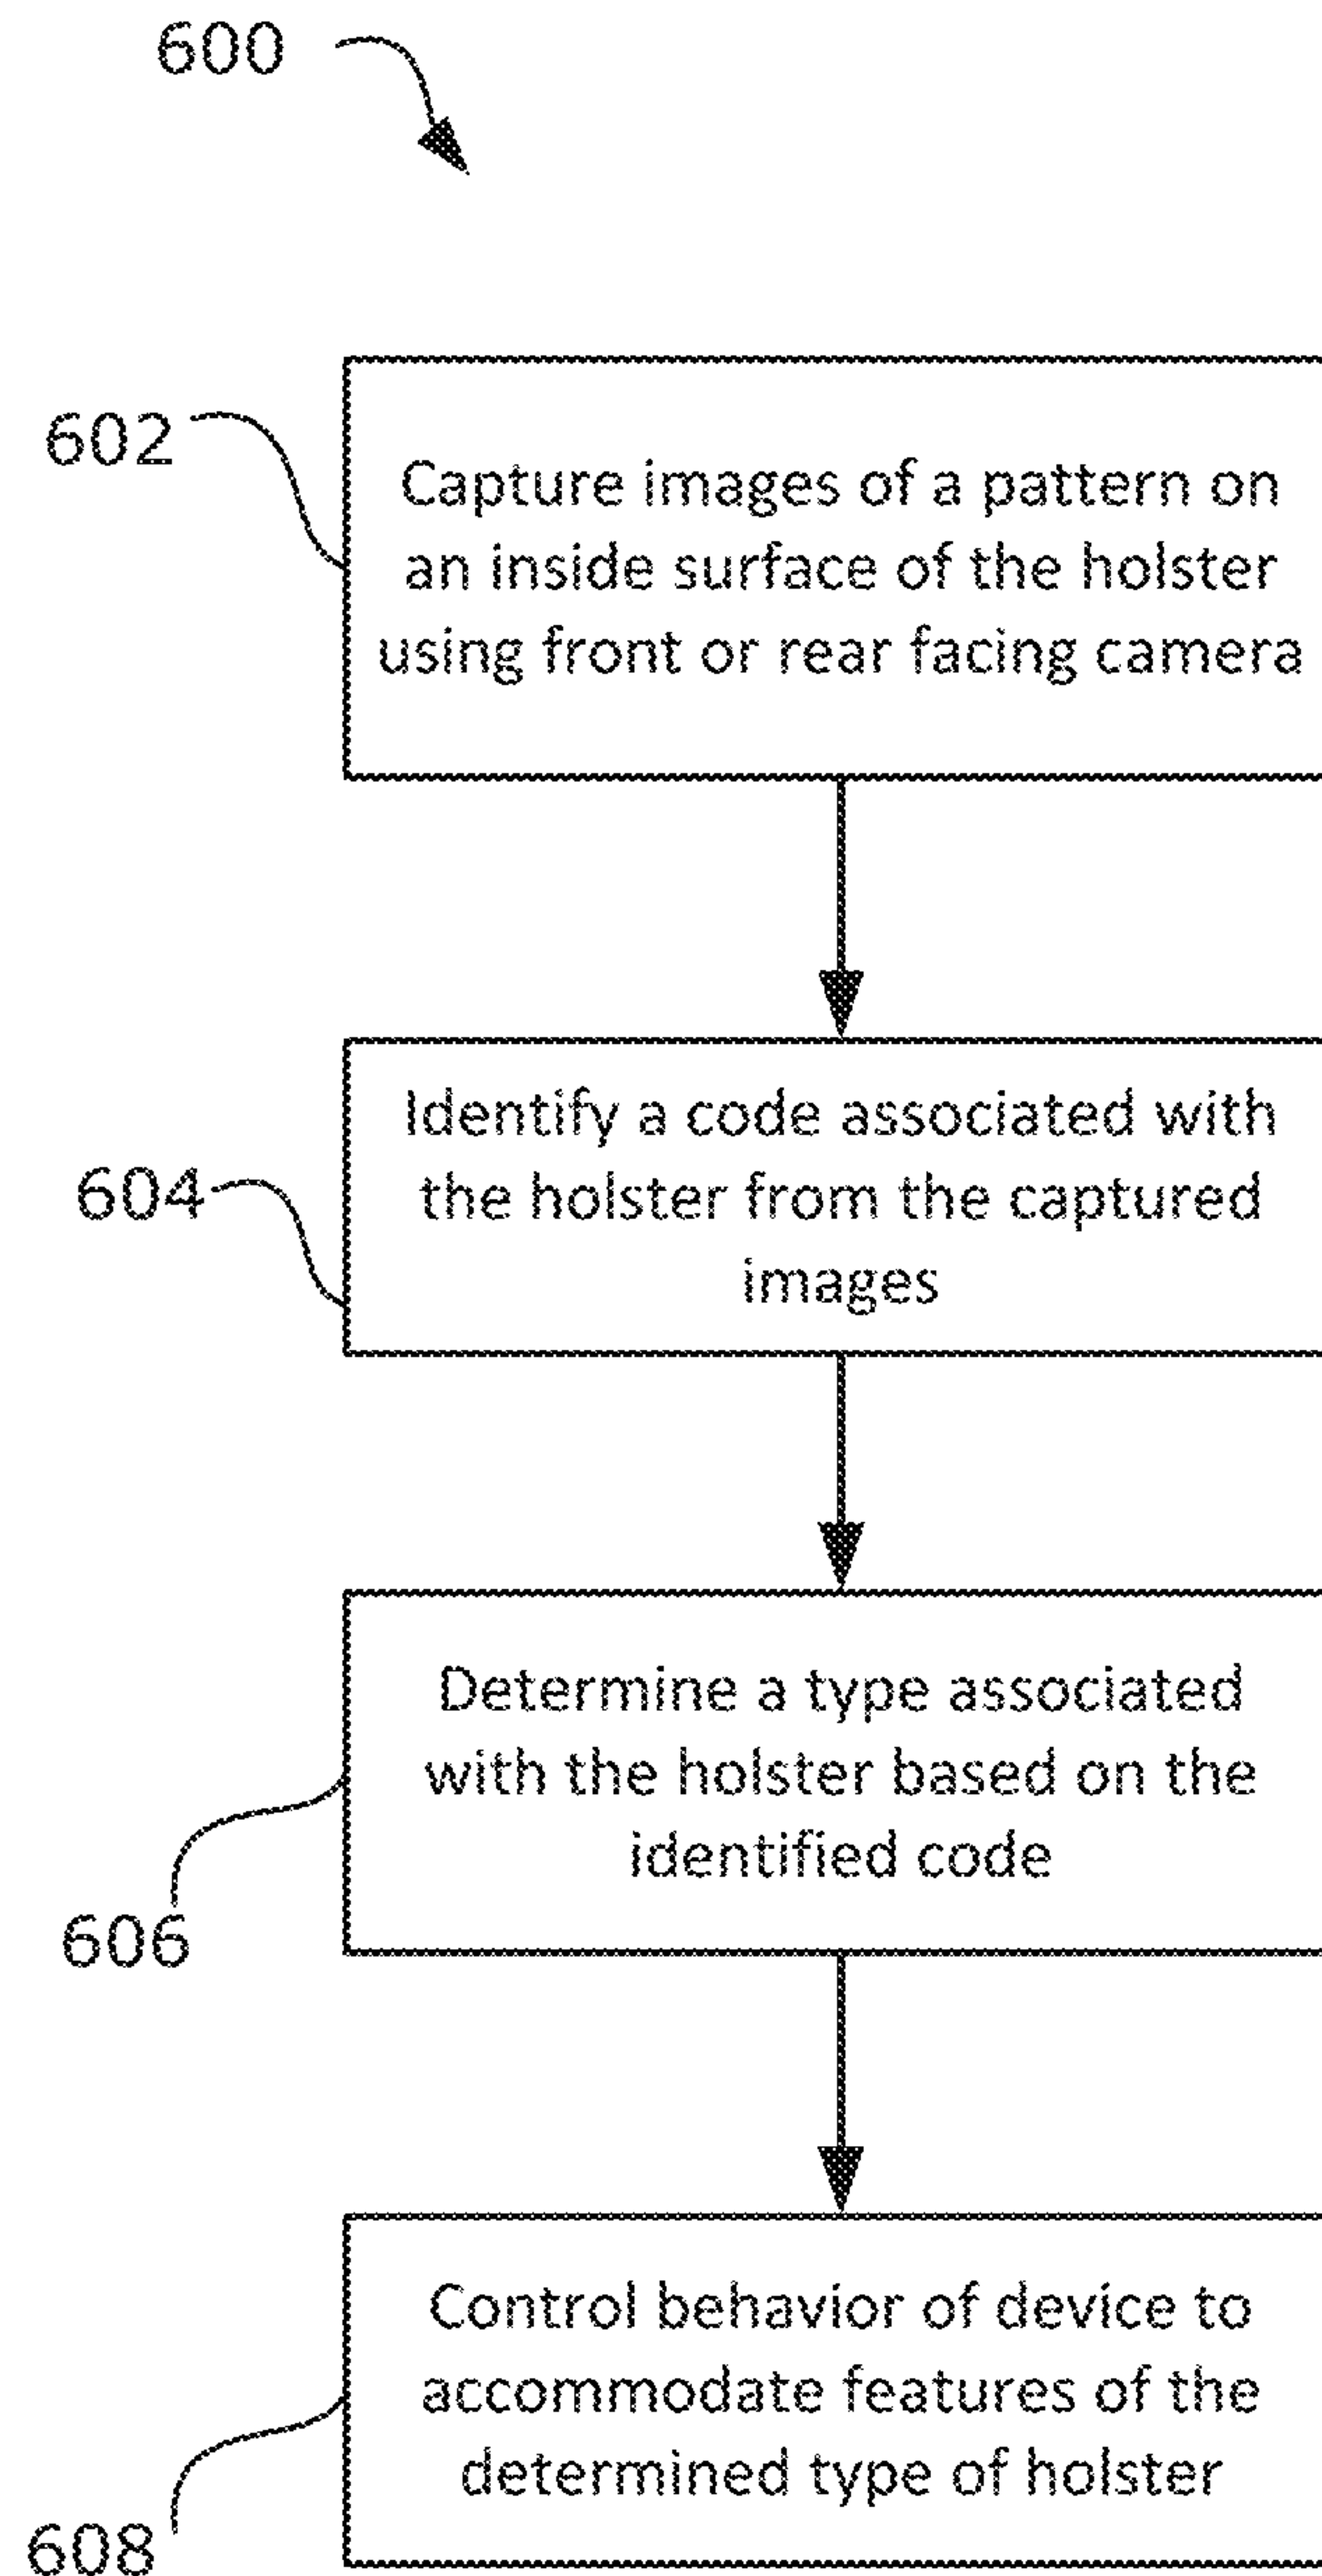 600
602
Capture images of a pattern on
an inside surface of the holster
using front or rear facing camera
604
Identify a code associated with
the holster from the captured
images
606
Determine a type associated
with the holster based on the
identified code
608
Control behavior of device to
accommodate features of the
determined type of holster